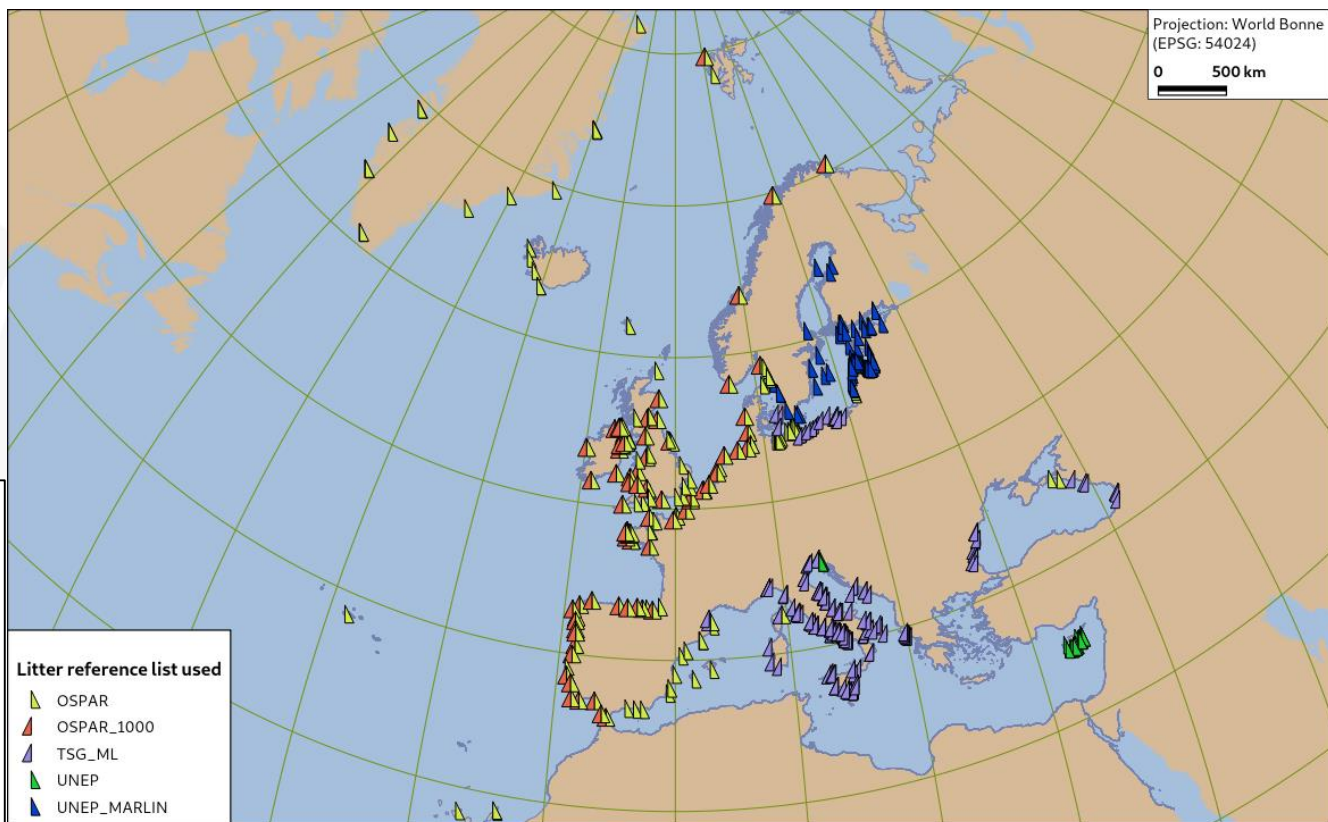 Projection: World Bonne
(EPSG: 54024)
0 500 km
Litter reference list used
OSPAR
OSPAR_1000
TSG_ML
UNEP
UNEP_MARLIN